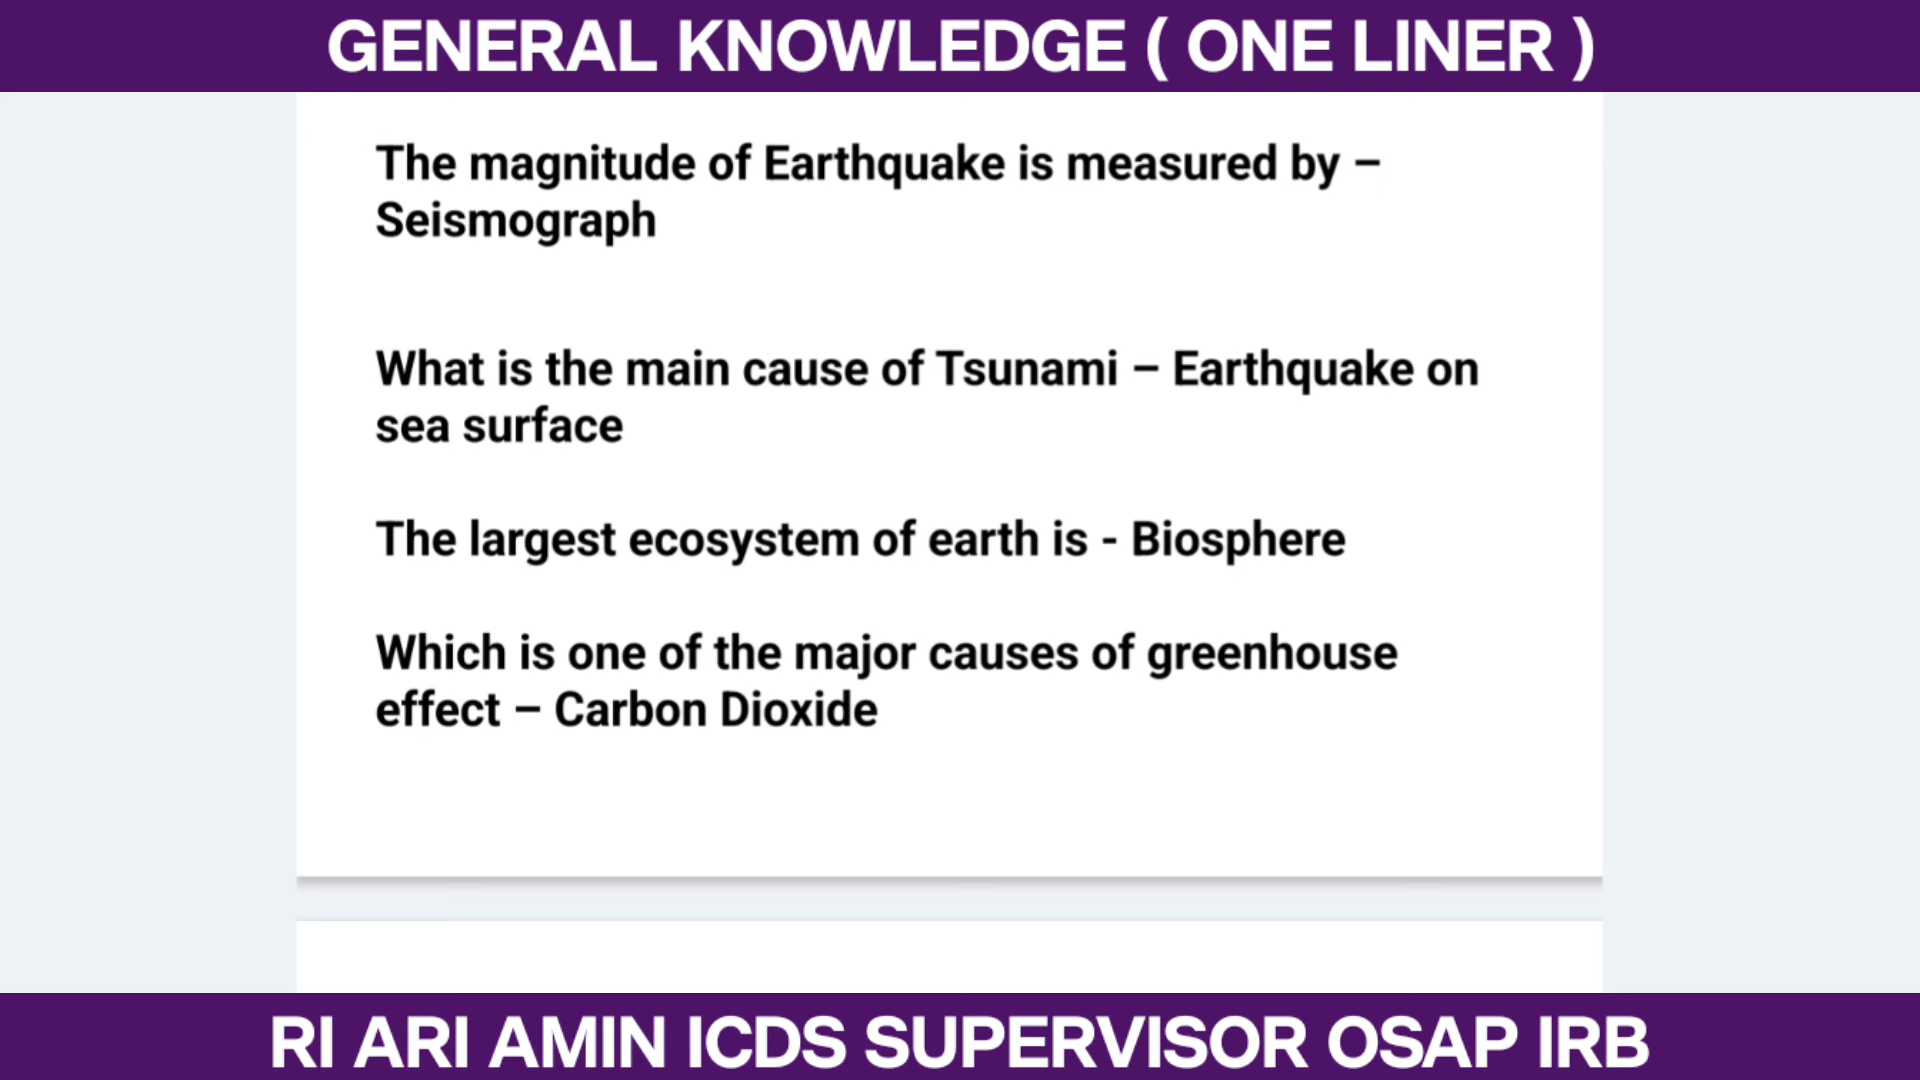 GENERAL KNOWLEDGE ( ONE LINER )
The magnitude of Earthquake is measured by –
Seismograph
What is the main cause of Tsunami – Earthquake on
sea surface
The largest ecosystem of earth is - Biosphere
Which is one of the major causes of greenhouse
effect – Carbon Dioxide
RI ARI AMIN ICDS SUPERVISOR OSAP IRB